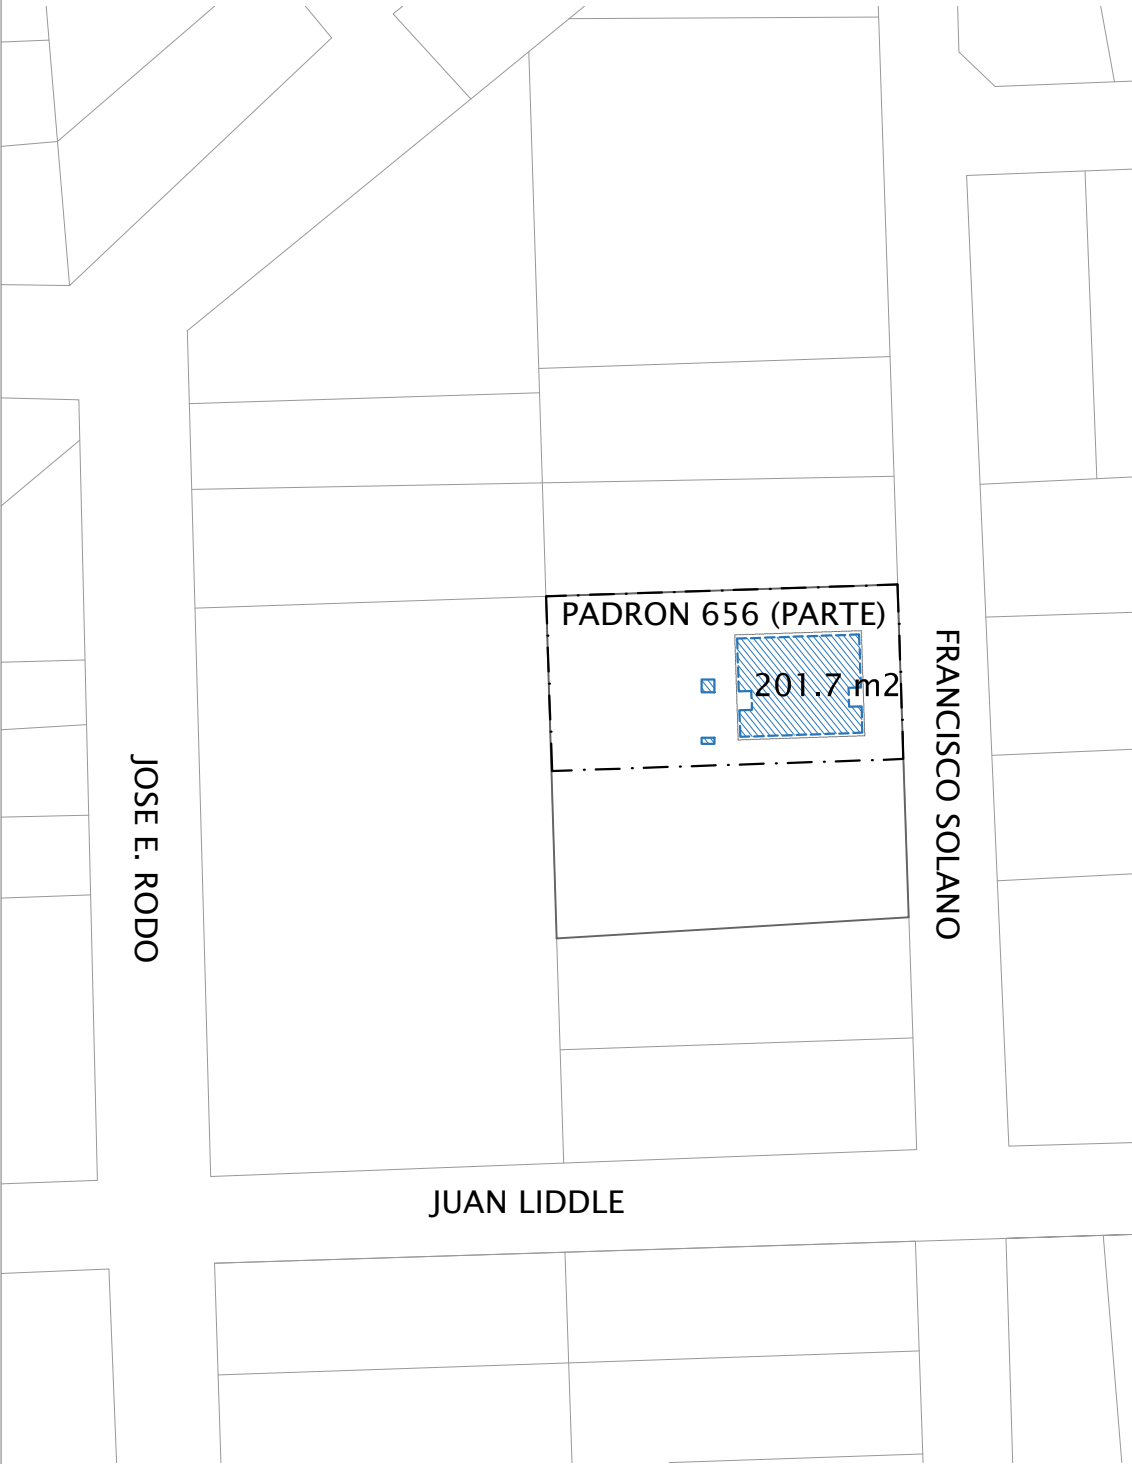 PADRON 656 (PARTE)
201.7 m2
FRANCISCO SOLANO
JOSE E. RODO
JUAN LIDDLE